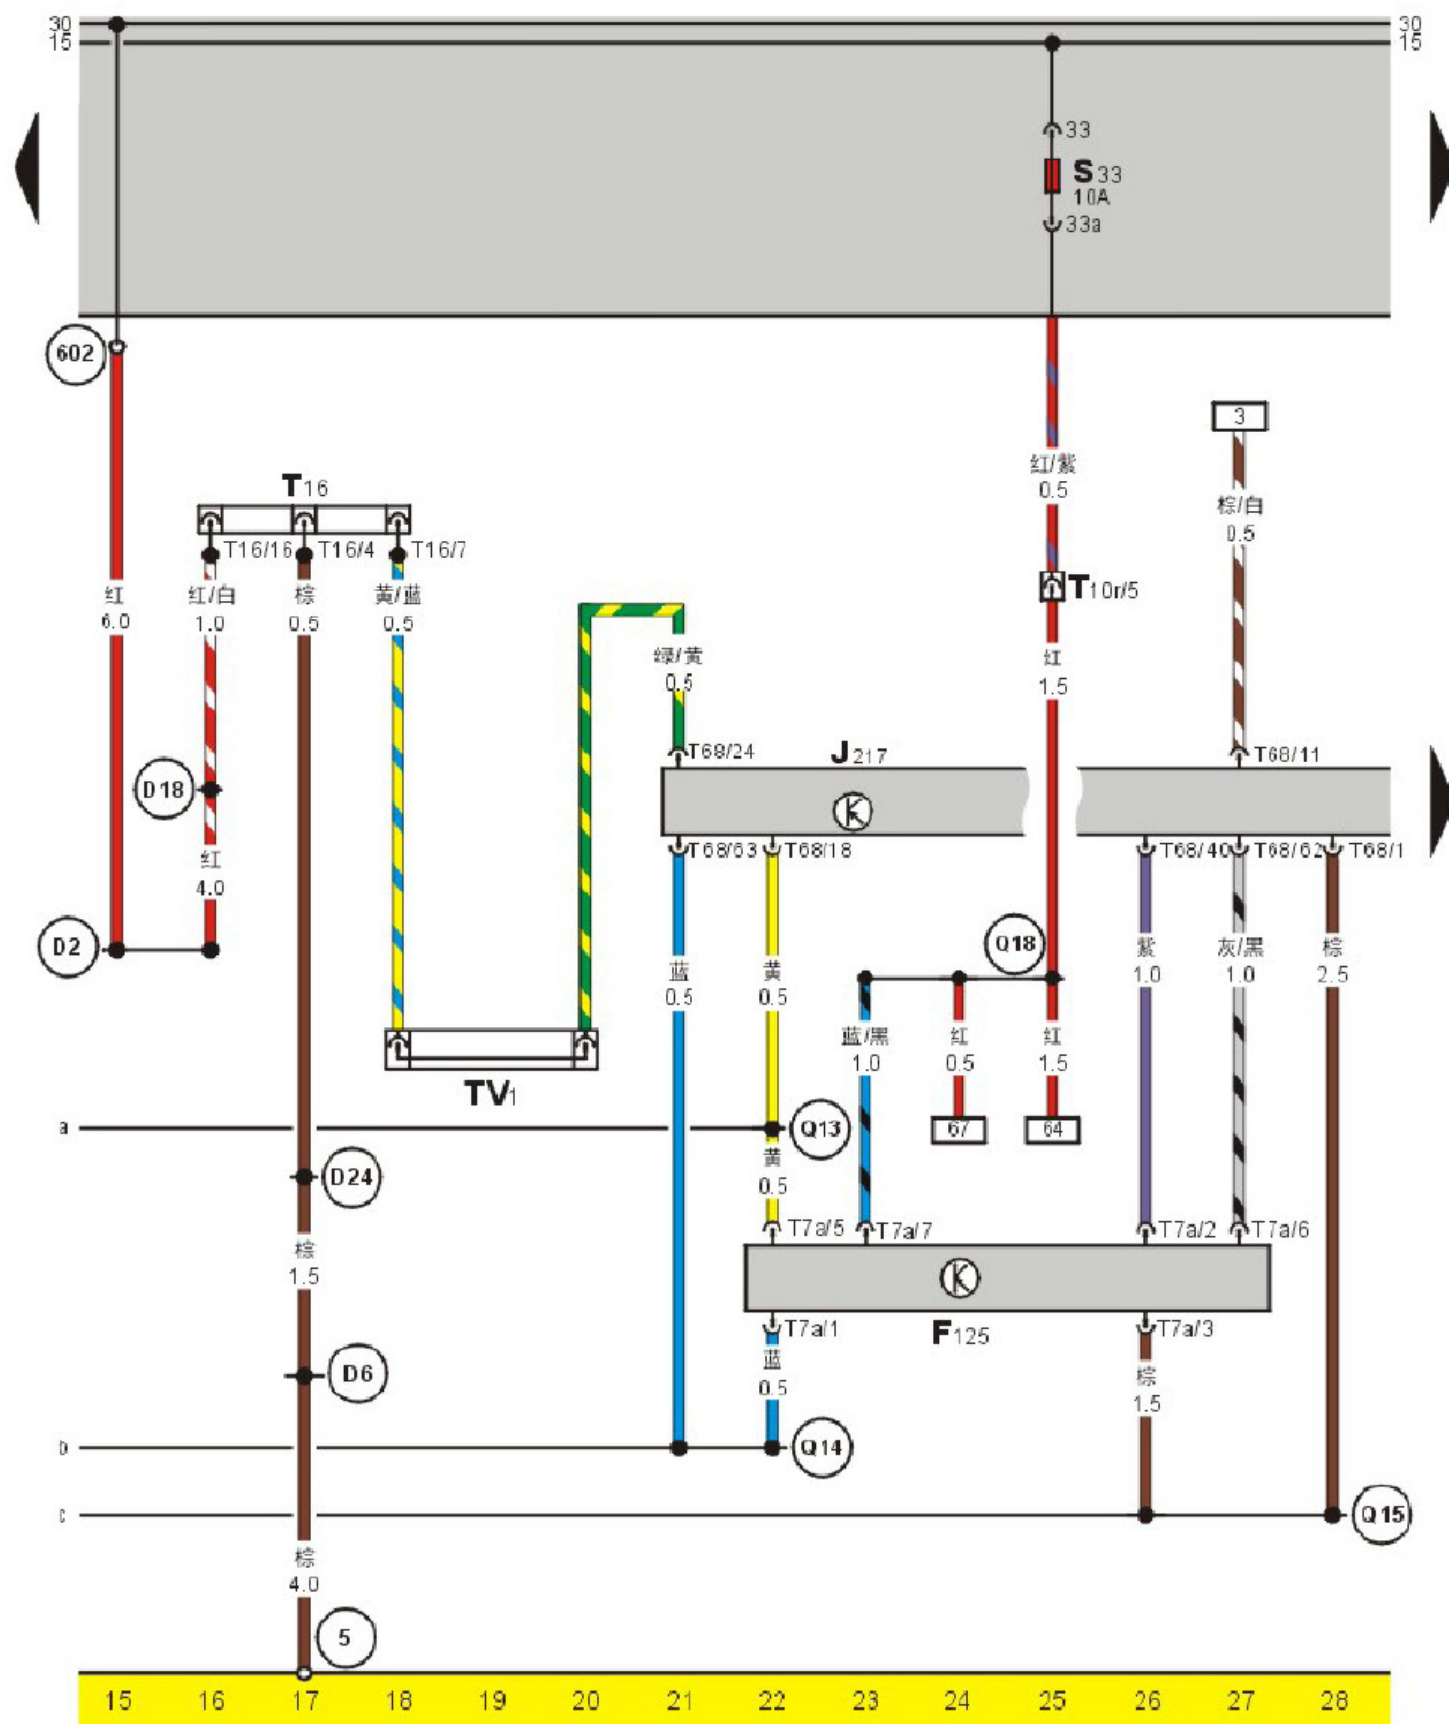 30 30
15 15
33
S33
10A
33a
602
3
红/紫
0.5
T16
棕/白
0.5
T16/16 T16/4 T16/7
T10r/5
红 红/白 棕 黄/蓝
6.0 1.0 0.5 0.5
绿/黄
0.5
红
1.5
T68/24 J217 T68/11
D18
K
T68/63 T68/18 T68/40 T68/62 T68/1
红
4.0
D2 Q18
蓝 黄 紫 灰/黑 棕
0.5 0.5 1.0 1.0 2.5
蓝/黑 红 红
1.0 0.5 1.5
TV1
a Q13 67 64
黄
0.5
D24
T7a/5 T7a/7 T7a/2 T7a/6
棕
1.5
K
T7a/1 F125 T7a/3
D6
蓝 棕
0.5 1.5
b Q14
c Q15
棕
4.0
5
15 16 17 18 19 20 21 22 23 24 25 26 27 28